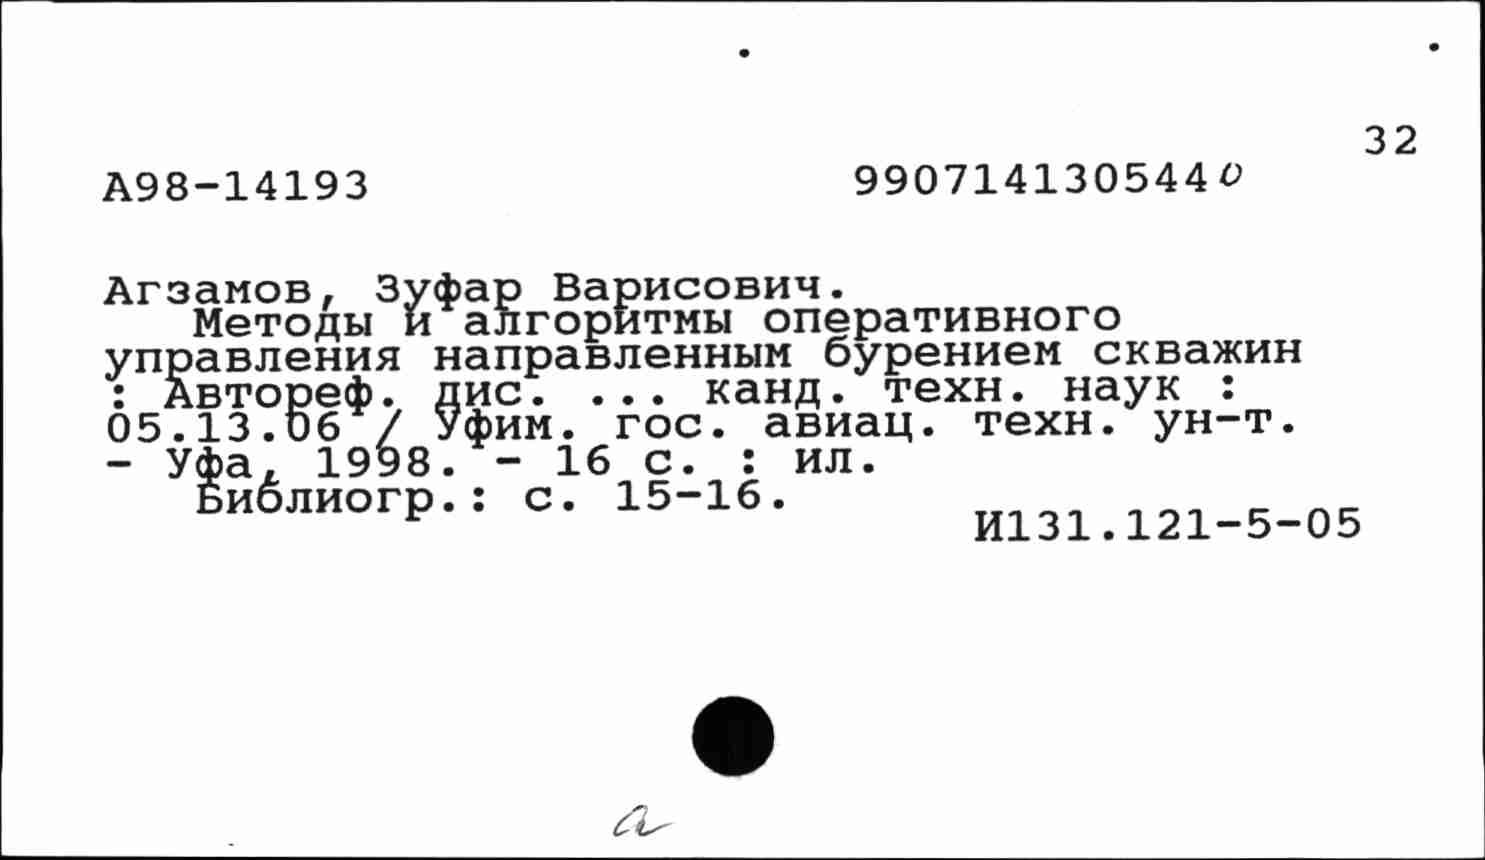 32
А98-14193 9907141305440
Агзамов, Зуфар Варисович.
Методы и алгоритмы оперативного
управления направленным бурением скважин
: Автореф. дис. ... канд. техн. наук :
05.13.06 / Уфим. гос. авиац. техн. ун-т.
- Уфа, 1998. - 16 с. : ил.
Библиогр.: с. 15-16.
И131.121-5-05
а